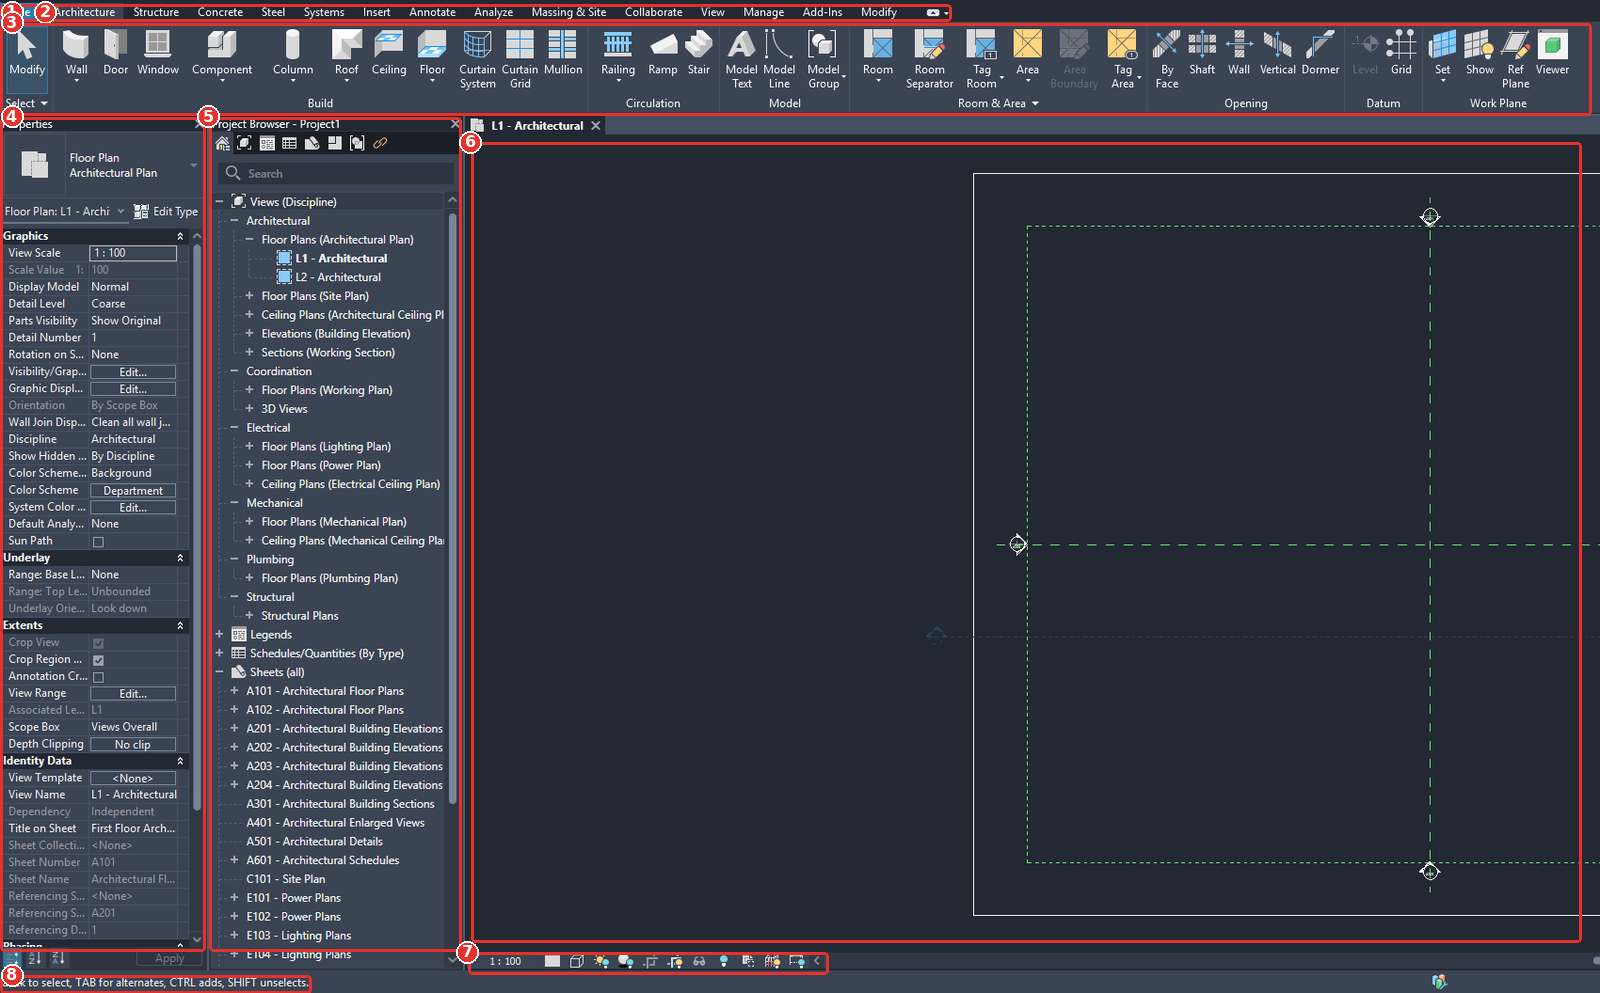 1
2
Architecture Structure Concrete Steel Systems Insert Annotate Analyze Massing & Site Collaborate View Manage Add-Ins Modify
3
Modify Wall Door Window Component Column Roof Ceiling Floor Curtain System Curtain Grid Mullion Railing Ramp Stair Model Text Model Line Model Group Room Room Separator Tag Room Area Area Boundary Tag Area By Face Shaft Wall Vertical Dormer Level Grid Set Show Ref Plane Viewer
Select Build Circulation Model Room & Area Opening Datum Work Plane
4
Properties
Floor Plan
Architectural Plan
Floor Plan: L1 - Archi Edit Type
Graphics
View Scale 1 : 100
Scale Value 1: 100
Display Model Normal
Detail Level Coarse
Parts Visibility Show Original
Detail Number 1
Rotation on S... None
Visibility/Grap... Edit...
Graphic Displ... Edit...
Orientation By Scope Box
Wall Join Disp... Clean all wall j...
Discipline Architectural
Show Hidden ... By Discipline
Color Scheme... Background
Color Scheme Department
System Color ... Edit...
Default Analy... None
Sun Path
Underlay
Range: Base L... None
Range: Top Le... Unbounded
Underlay Orie... Look down
Extents
Crop View
Crop Region ...
Annotation Cr...
View Range Edit...
Associated Le... L1
Scope Box Views Overall
Depth Clipping No clip
Identity Data
View Template <None>
View Name L1 - Architectural
Dependency Independent
Title on Sheet First Floor Arch...
Sheet Collecti... <None>
Sheet Number A101
Sheet Name Architectural Fl...
Referencing S... <None>
Referencing S... A201
Referencing D... 1
Phasing
Apply
5
Project Browser - Project1
Search
Views (Discipline)
Architectural
Floor Plans (Architectural Plan)
L1 - Architectural
L2 - Architectural
Floor Plans (Site Plan)
Ceiling Plans (Architectural Ceiling Pl
Elevations (Building Elevation)
Sections (Working Section)
Coordination
Floor Plans (Working Plan)
3D Views
Electrical
Floor Plans (Lighting Plan)
Floor Plans (Power Plan)
Ceiling Plans (Electrical Ceiling Plan)
Mechanical
Floor Plans (Mechanical Plan)
Ceiling Plans (Mechanical Ceiling Pla
Plumbing
Floor Plans (Plumbing Plan)
Structural
Structural Plans
Legends
Schedules/Quantities (By Type)
Sheets (all)
A101 - Architectural Floor Plans
A102 - Architectural Floor Plans
A201 - Architectural Building Elevations
A202 - Architectural Building Elevations
A203 - Architectural Building Elevations
A204 - Architectural Building Elevations
A301 - Architectural Building Sections
A401 - Architectural Enlarged Views
A501 - Architectural Details
A601 - Architectural Schedules
C101 - Site Plan
E101 - Power Plans
E102 - Power Plans
E103 - Lighting Plans
E104 - Lighting Plans
L1 - Architectural
6
7
1 : 100
8
to select, TAB for alternates, CTRL adds, SHIFT unselects.